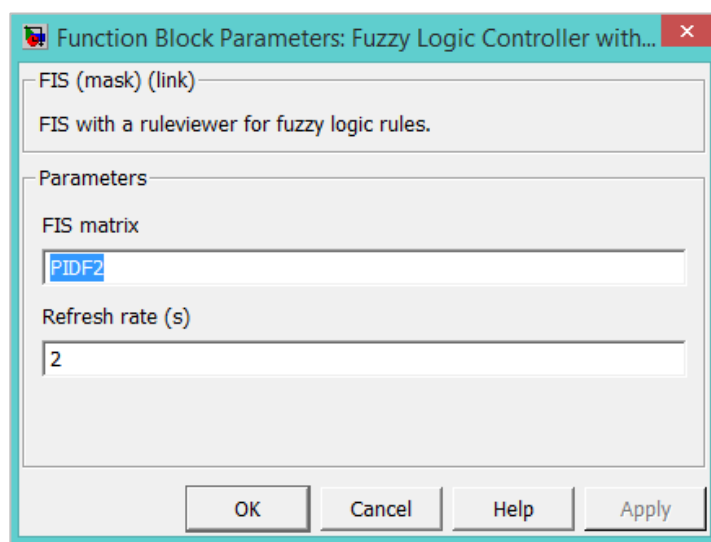 Function Block Parameters: Fuzzy Logic Controller with...
FIS (mask) (link)
FIS with a ruleviewer for fuzzy logic rules.
Parameters
FIS matrix
PIDF2
Refresh rate (s)
2
OK Cancel Help Apply